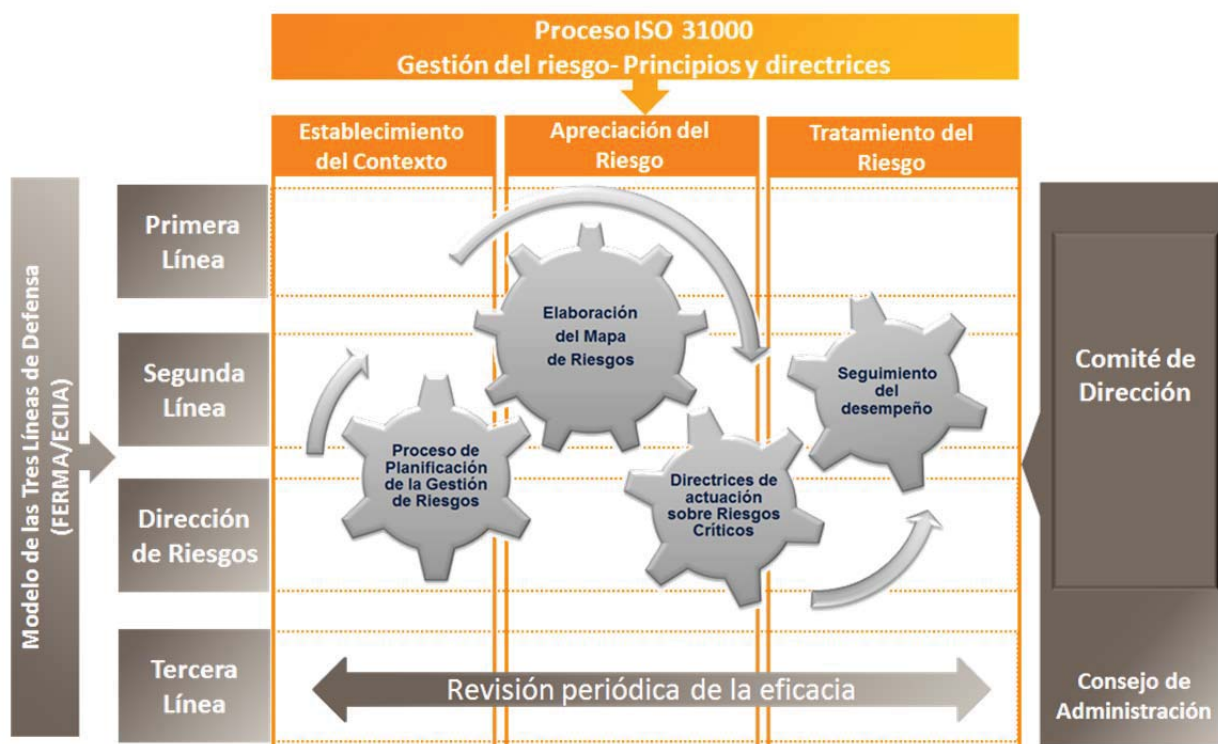 Proceso ISO 31000
Gestión del riesgo- Principios y directrices
Establecimiento
del Contexto
Apreciación del
Riesgo
Tratamiento del
Riesgo
Modelo de las Tres Líneas de Defensa
(FERMA/ECIIA)
Primera
Línea
Segunda
Línea
Dirección
de Riesgos
Tercera
Línea
Proceso de
Planificación
de la Gestión
de Riesgos
Elaboración
del Mapa
de Riesgos
Directrices de
actuación
sobre Riesgos
Críticos
Seguimiento
del
desempeño
Revisión periódica de la eficacia
Comité de
Dirección
Consejo de
Administración